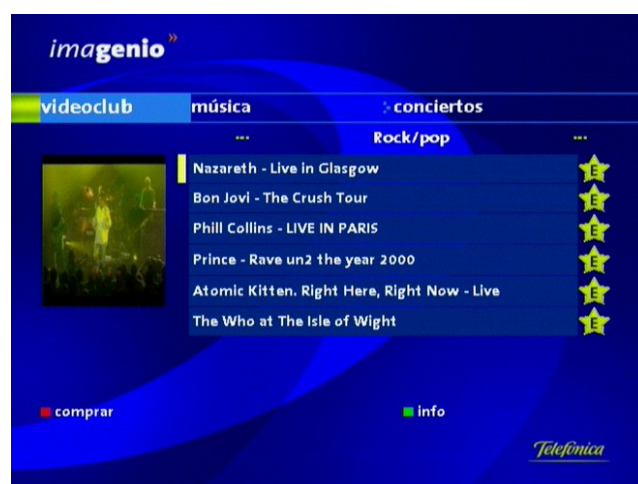 imagenio»
videoclub música conciertos
--- Rock/pop ---
Nazareth - Live in Glasgow E
Bon Jovi - The Crush Tour E
Phill Collins - LIVE IN PARIS E
Prince - Rave un2 the year 2000 E
Atomic Kitten. Right Here, Right Now - Live E
The Who at The Isle of Wight E
comprar info
Telefónica